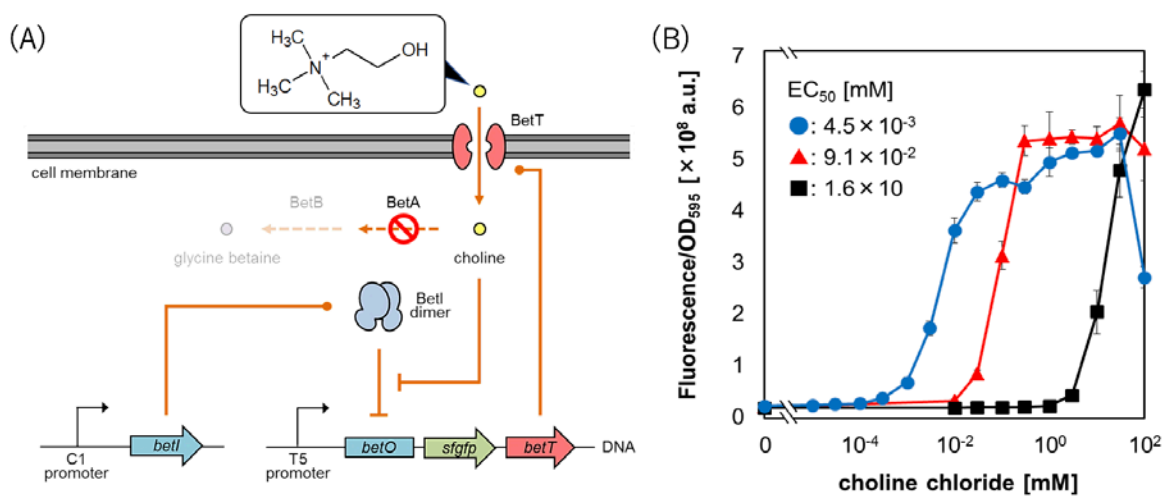 (A)
H₃C
OH
N⁺
H₃C
CH₃
BetT
cell membrane
BetB
BetA
glycine betaine
choline
BetI
dimer
C1
promoter
betI
T5
promoter
betO
sfgfp
betT
DNA
(B)
Fluorescence/OD₅₉₅ [× 10⁸ a.u.]
7
6
5
4
3
2
1
0
EC₅₀ [mM]
: 4.5 × 10⁻³
: 9.1 × 10⁻²
: 1.6 × 10
0
10⁻⁴
10⁻²
10⁰
10²
choline chloride [mM]